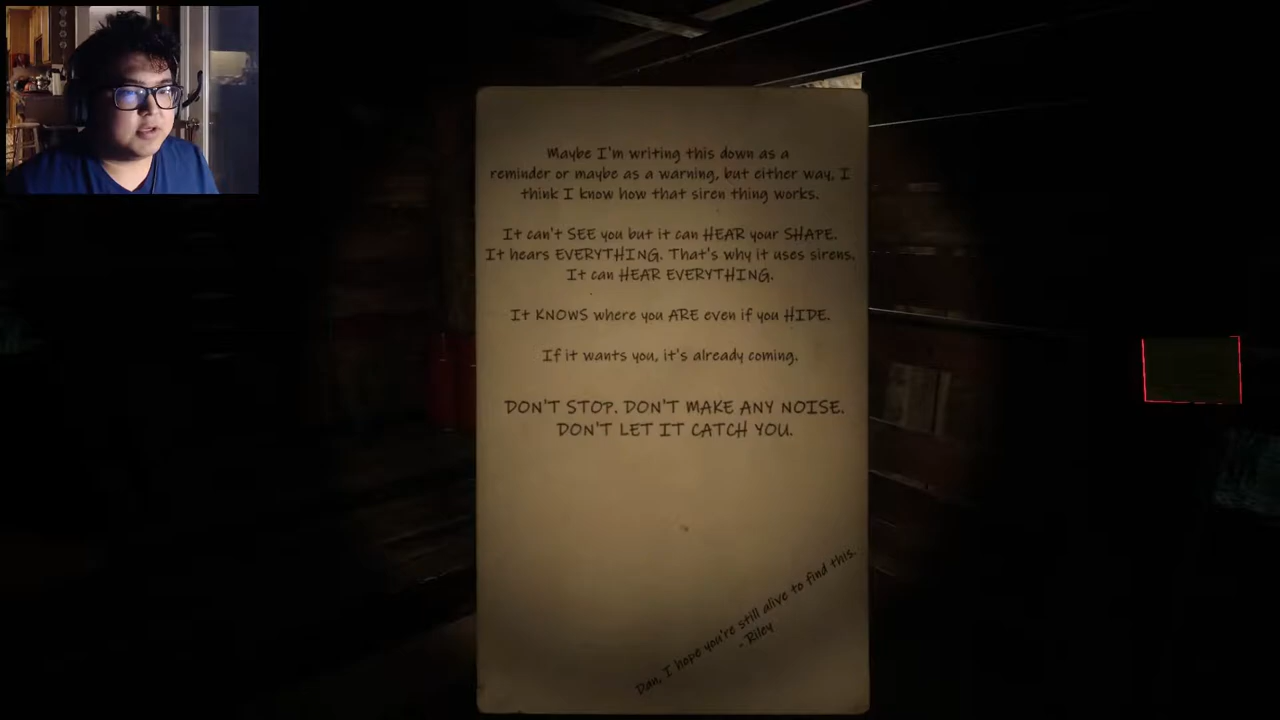 Maybe I'm writing this down as a
reminder or maybe as a warning, but either way, I
think I know how that siren thing works.
It can't SEE you but it can HEAR your SHAPE.
It hears EVERYTHING. That's why it uses sirens.
It can HEAR EVERYTHING.
It KNOWS where you ARE even if you HIDE.
If it wants you, it's already coming.
DON'T STOP. DON'T MAKE ANY NOISE.
DON'T LET IT CATCH YOU.
Dan, I hope you're still alive to find this.
- Riley